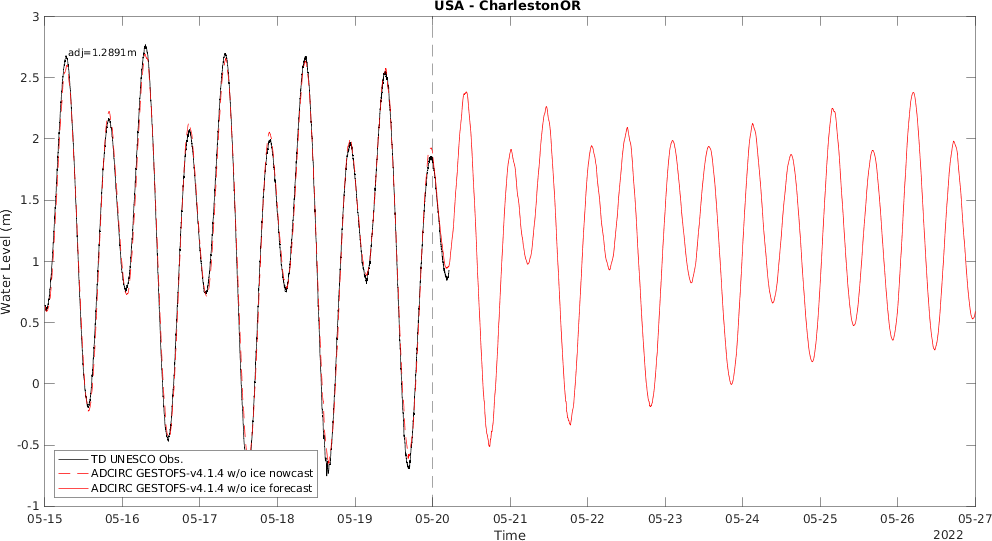 USA - CharlestonOR
adj=1.2891m
3
2.5
2
1.5
1
0.5
0
-0.5
-1
Water Level (m)
TD UNESCO Obs.
ADCIRC GESTOFS-v4.1.4 w/o ice nowcast
ADCIRC GESTOFS-v4.1.4 w/o ice forecast
05-15 05-16 05-17 05-18 05-19 05-20 05-21 05-22 05-23 05-24 05-25 05-26 05-27
Time
2022